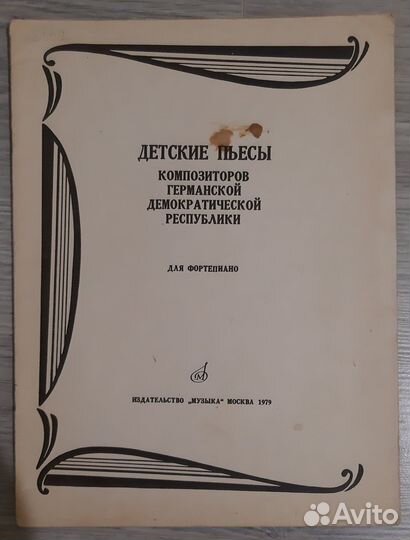 ДЕТСКИЕ ПЬЕСЫ
КОМПОЗИТОРОВ
ГЕРМАНСКОЙ
ДЕМОКРАТИЧЕСКОЙ
РЕСПУБЛИКИ
ДЛЯ ФОРТЕПИАНО
ИЗДАТЕЛЬСТВО „МУЗЫКА“ МОСКВА 1979
Avito